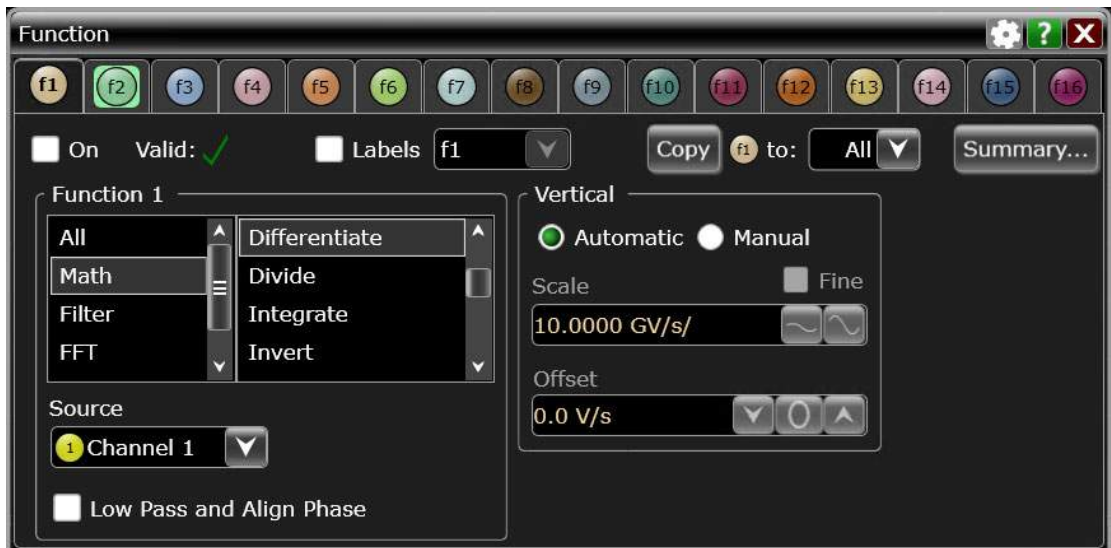 Function ?
f1 f2 f3 f4 f5 f6 f7 f8 f9 f10 f11 f12 f13 f14 f15 f16
On Valid: Labels f1 Copy f1 to: All Summary...
Function 1
All
Math
Filter
FFT
Differentiate
Divide
Integrate
Invert
Source
1 Channel 1
Low Pass and Align Phase
Vertical
Automatic Manual
Scale Fine
10.0000 GV/s/
Offset
0.0 V/s 0